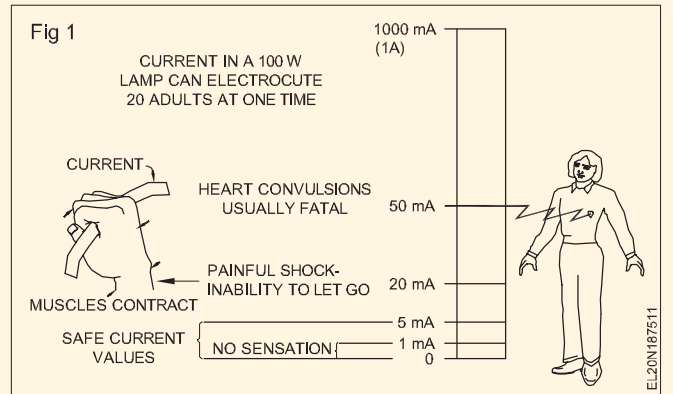 Fig 1
1000 mA
(1A)
CURRENT IN A 100 W
LAMP CAN ELECTROCUTE
20 ADULTS AT ONE TIME
CURRENT
HEART CONVULSIONS
USUALLY FATAL
50 mA
PAINFUL SHOCK-
INABILITY TO LET GO
20 mA
MUSCLES CONTRACT
5 mA
SAFE CURRENT
VALUES
NO SENSATION
1 mA
0
EL20N187511